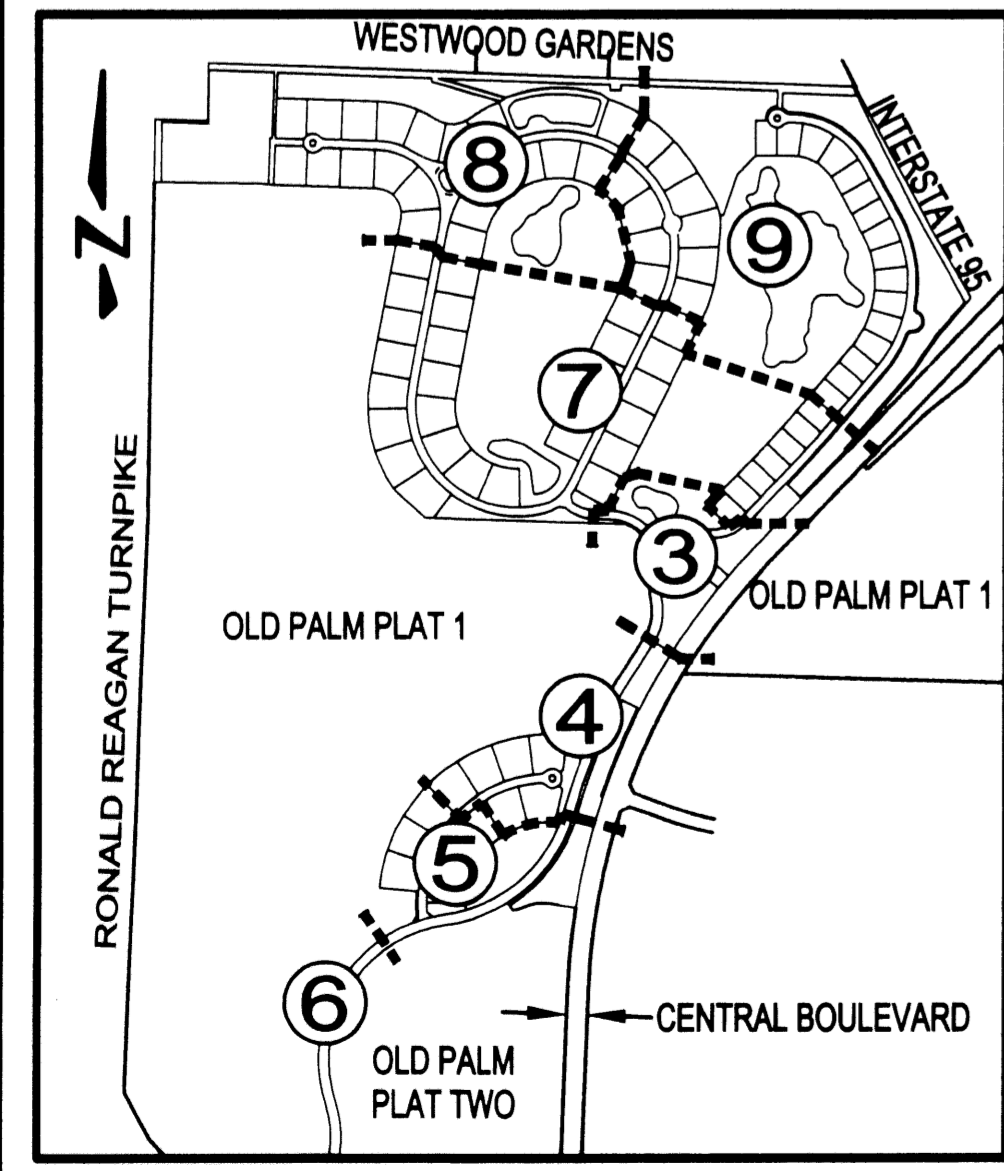 WESTWOOD GARDENS
INTERSTATE 95
N
8
9
7
RONALD REAGAN TURNPIKE
3
OLD PALM PLAT 1
OLD PALM PLAT 1
4
5
6
CENTRAL BOULEVARD
OLD PALM
PLAT TWO